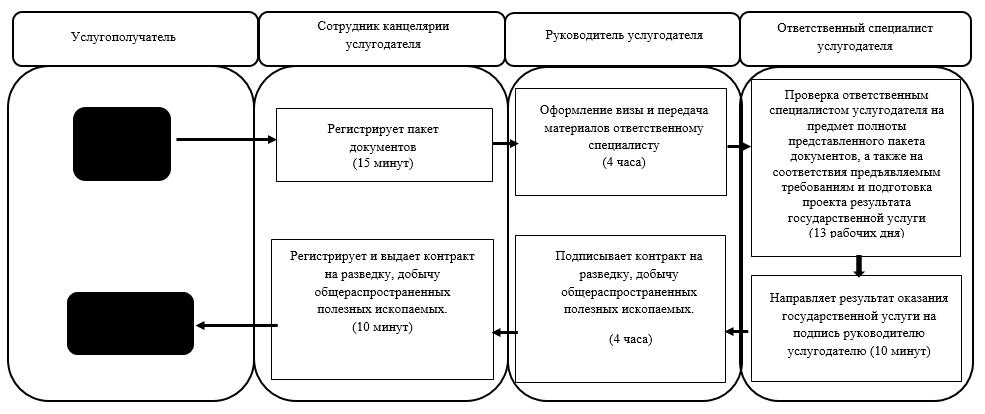 Услугополучатель
Сотрудник канцелярии
услугодателя
Руководитель услугодателя
Ответственный специалист
услугодателя
Регистрирует пакет
документов
(15 минут)
Оформление визы и передача
материалов ответственному
специалисту
(4 часа)
Проверка ответственным
специалистом услугодателя на
предмет полноты
представленного пакета
документов, а также на
соответствия предъявляемым
требованиям и подготовка
проекта результата
государственной услуги
(13 рабочих дня)
Направляет результат оказания
государственной услуги на
подпись руководителю
услугодателю (10 минут)
Подписывает контракт на
разведку, добычу
общераспространенных
полезных ископаемых.
(4 часа)
Регистрирует и выдает контракт
на разведку, добычу
общераспространенных
полезных ископаемых.
(10 минут)